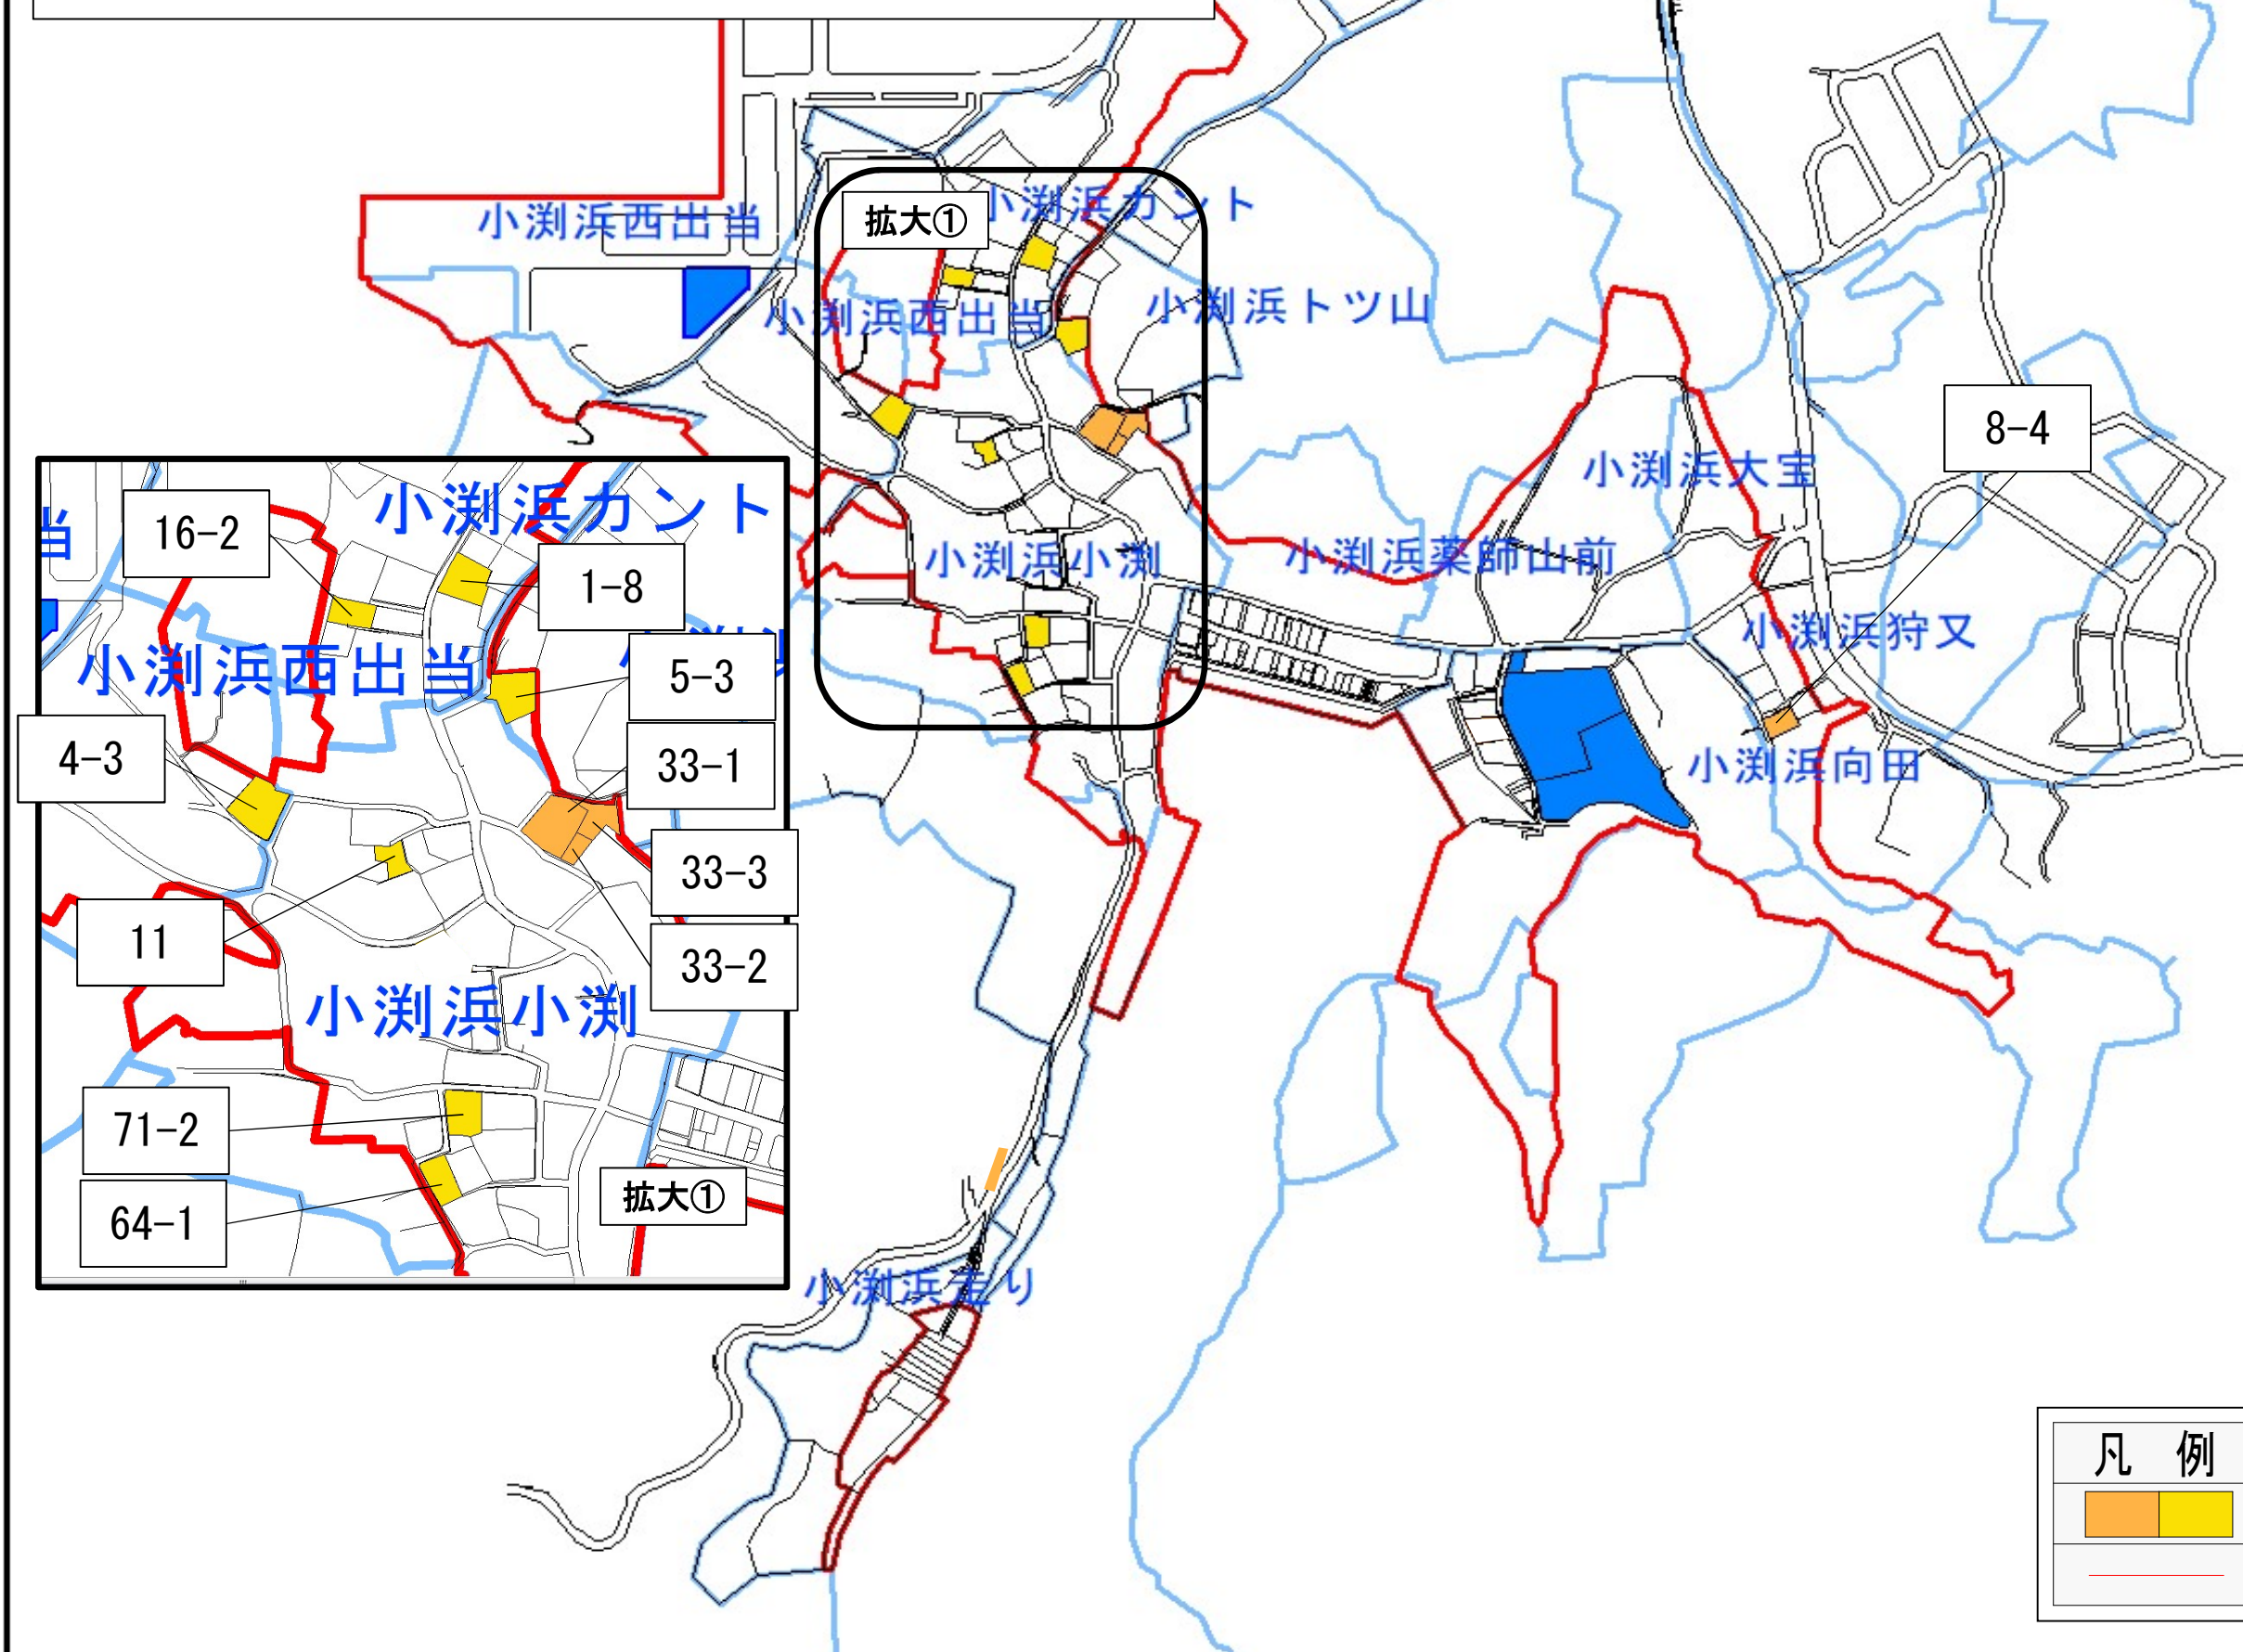 小渕浜西出当
拡大①
小渕浜カント
小渕浜西出当
小渕浜トツ山
8-4
小渕浜大宝
小渕浜小渕
小渕浜薬師山前
小渕浜狩又
小渕浜向田
小渕浜走り
当
16-2
小渕浜カント
1-8
小渕浜西出当
5-3
4-3
33-1
33-3
11
33-2
小渕浜小渕
71-2
64-1
拡大①
凡 例